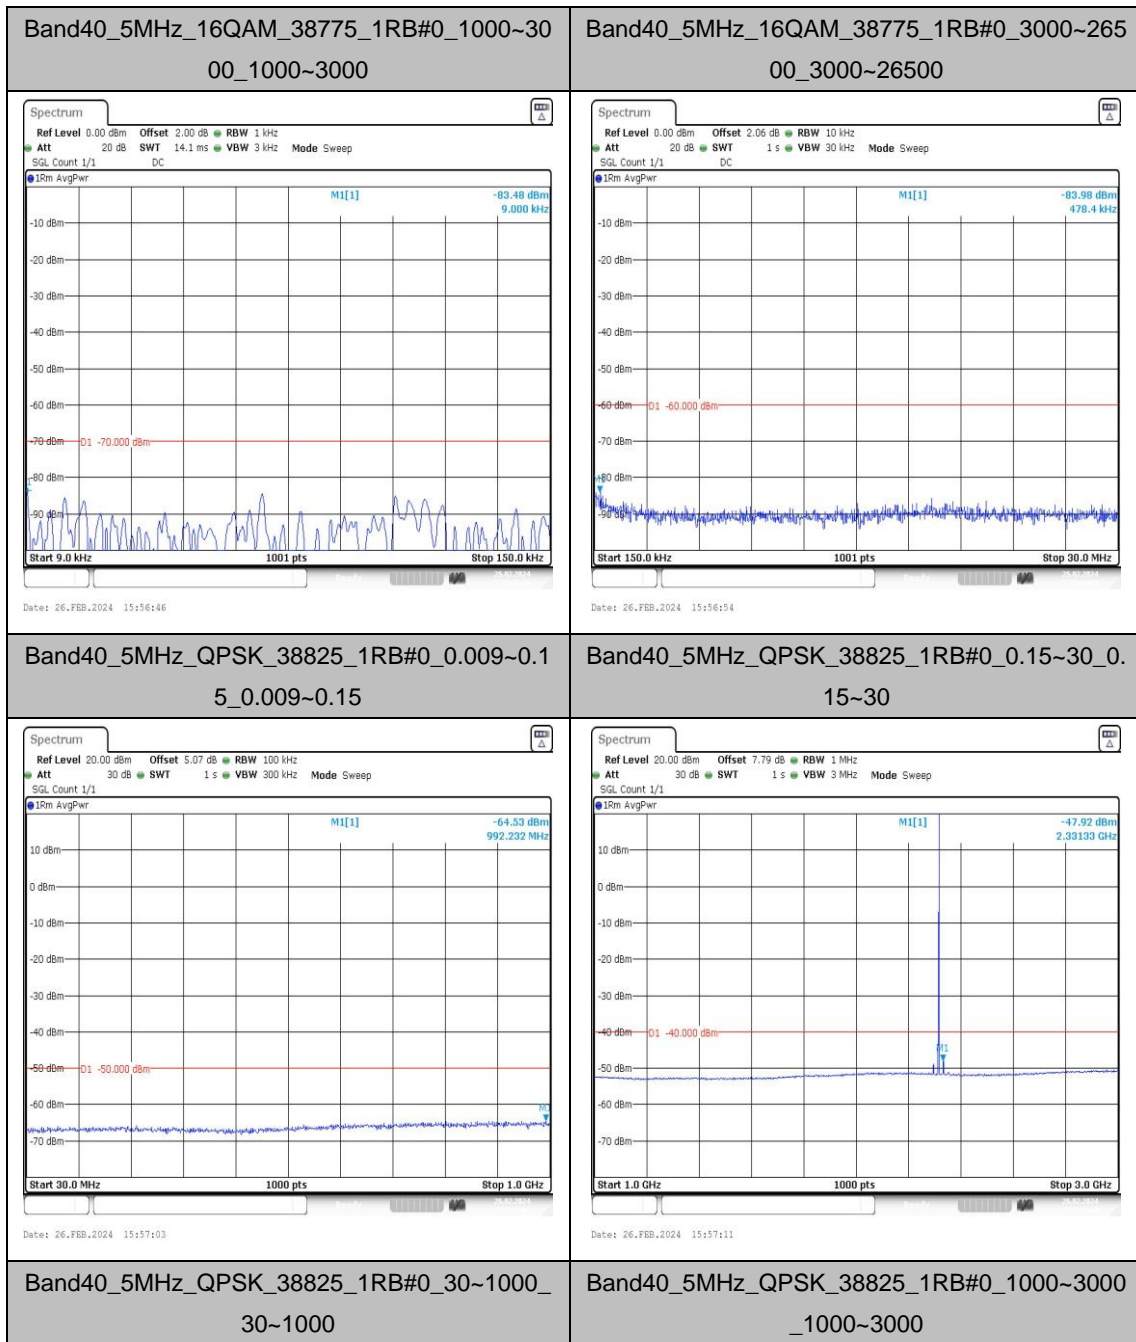 Band40_5MHz_16QAM_38775_1RB#0_1000~30
00_1000~3000
Band40_5MHz_16QAM_38775_1RB#0_3000~265
00_3000~26500
Spectrum
Ref Level 0.00 dBm Offset 2.00 dB RBW 1 kHz
Att 20 dB SWT 14.1 ms VBW 3 kHz Mode Sweep
SGL Count 1/1 DC
1Rm AvgPwr
M1[1] -83.48 dBm
9.000 kHz
-10 dBm
-20 dBm
-30 dBm
-40 dBm
-50 dBm
-60 dBm
-70 dBm D1 -70.000 dBm
-80 dBm
-90 dBm
Start 9.0 kHz 1001 pts Stop 150.0 kHz
Date: 26.FEB.2024 15:56:46
Spectrum
Ref Level 0.00 dBm Offset 2.06 dB RBW 10 kHz
Att 20 dB SWT 1 s VBW 30 kHz Mode Sweep
SGL Count 1/1 DC
1Rm AvgPwr
M1[1] -83.98 dBm
478.4 kHz
-10 dBm
-20 dBm
-30 dBm
-40 dBm
-50 dBm
-60 dBm D1 -60.000 dBm
-70 dBm
-80 dBm
-90 dBm
Start 150.0 kHz 1001 pts Stop 30.0 MHz
Date: 26.FEB.2024 15:56:54
Band40_5MHz_QPSK_38825_1RB#0_0.009~0.1
5_0.009~0.15
Band40_5MHz_QPSK_38825_1RB#0_0.15~30_0.
15~30
Spectrum
Ref Level 20.00 dBm Offset 5.07 dB RBW 100 kHz
Att 30 dB SWT 1 s VBW 300 kHz Mode Sweep
SGL Count 1/1
1Rm AvgPwr
M1[1] -64.53 dBm
992.232 MHz
10 dBm
0 dBm
-10 dBm
-20 dBm
-30 dBm
-40 dBm
-50 dBm D1 -50.000 dBm
-60 dBm
-70 dBm
Start 30.0 MHz 1000 pts Stop 1.0 GHz
Date: 26.FEB.2024 15:57:03
Spectrum
Ref Level 20.00 dBm Offset 7.79 dB RBW 1 MHz
Att 30 dB SWT 1 s VBW 3 MHz Mode Sweep
SGL Count 1/1
1Rm AvgPwr
M1[1] -47.92 dBm
2.33133 GHz
10 dBm
0 dBm
-10 dBm
-20 dBm
-30 dBm
-40 dBm D1 -40.000 dBm
M1
-50 dBm
-60 dBm
-70 dBm
Start 1.0 GHz 1000 pts Stop 3.0 GHz
Date: 26.FEB.2024 15:57:11
Band40_5MHz_QPSK_38825_1RB#0_30~1000_
30~1000
Band40_5MHz_QPSK_38825_1RB#0_1000~3000
_1000~3000